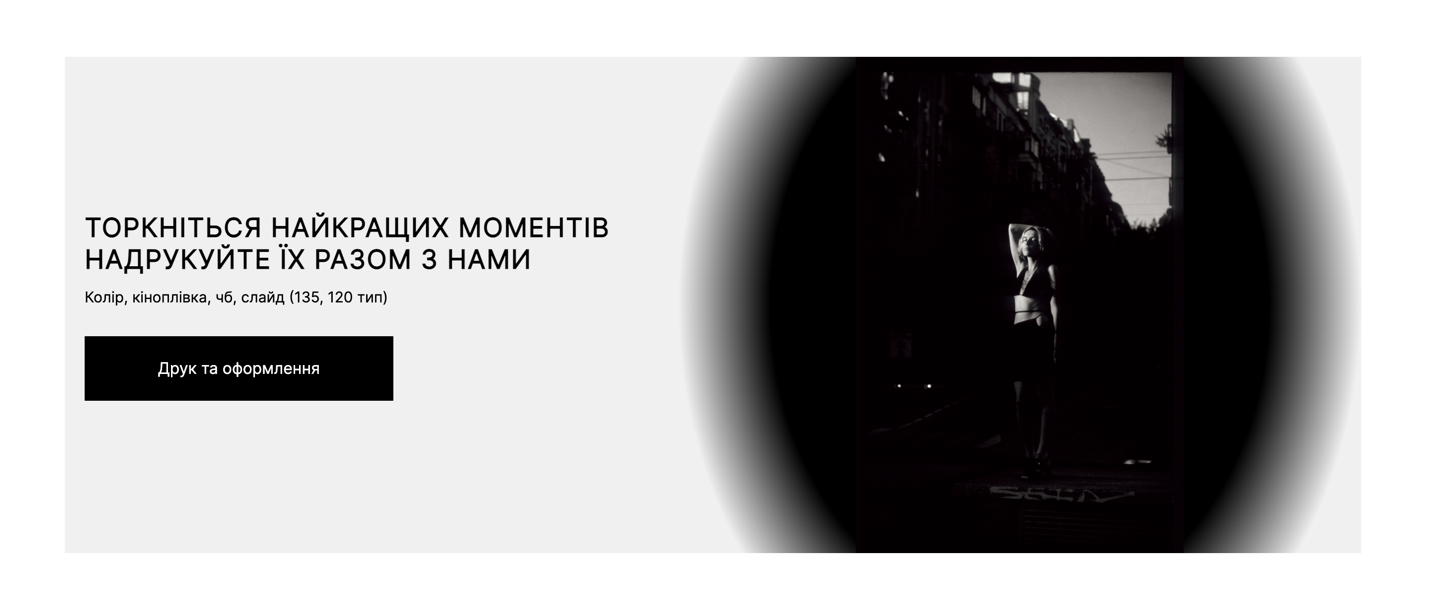 ТОРКНІТЬСЯ НАЙКРАЩИХ МОМЕНТІВ
НАДРУКУЙТЕ ЇХ РАЗОМ З НАМИ
Колір, кіноплівка, чб, слайд (135, 120 тип)
Друк та оформлення